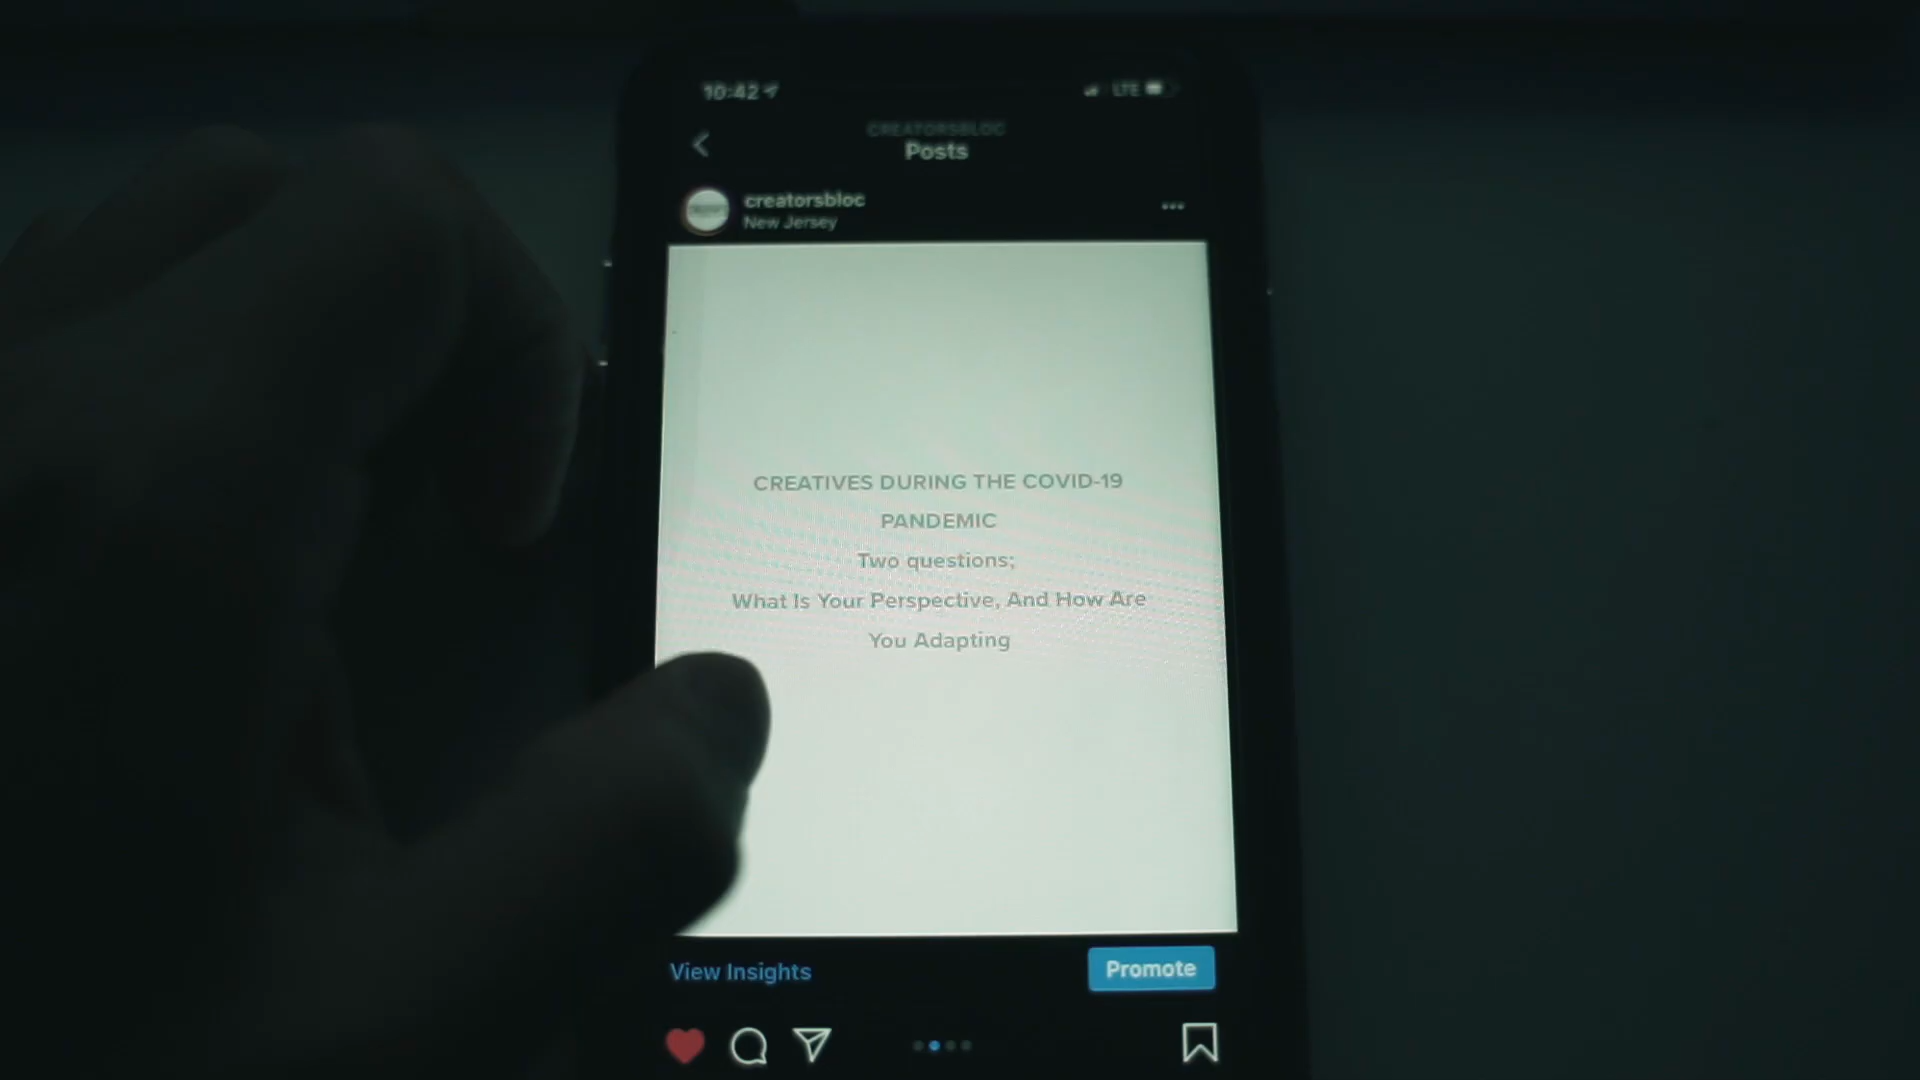 10:42
LTE
CREATORSBLOC
Posts
creatorsbloc
New Jersey
CREATIVES DURING THE COVID-19
PANDEMIC
Two questions;
What Is Your Perspective, And How Are
You Adapting
View Insights
Promote